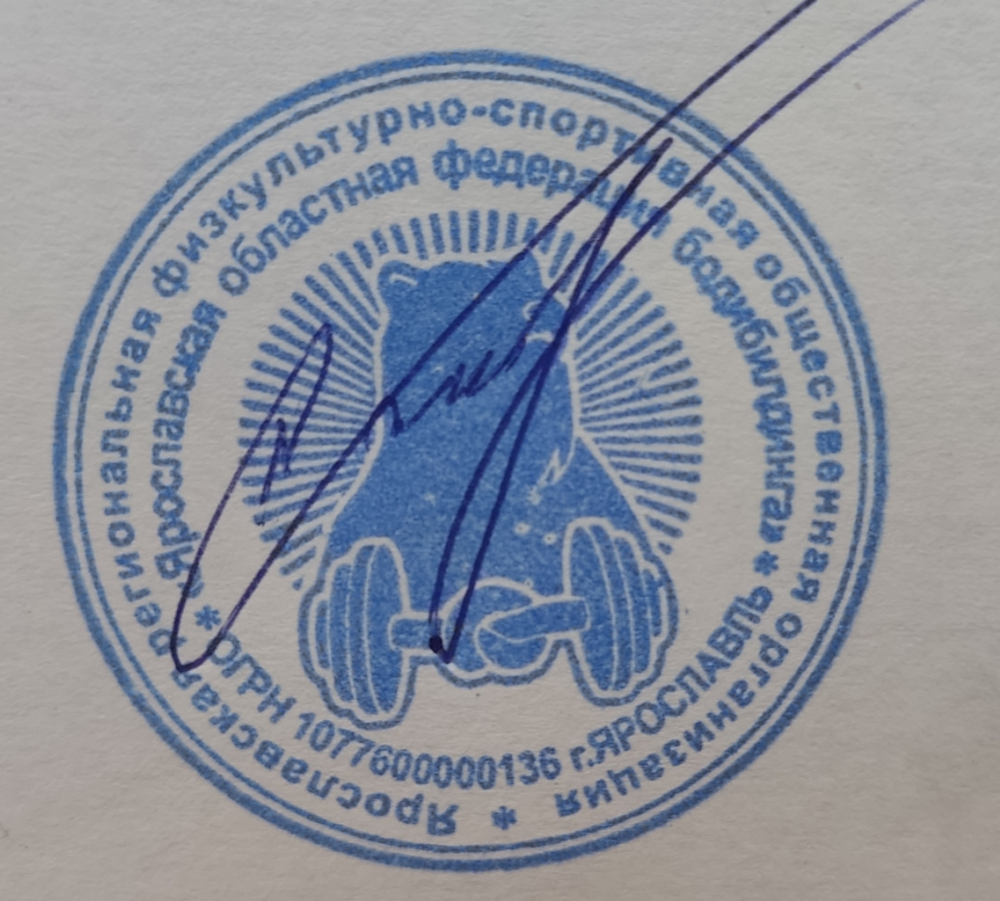 Ярославская региональная физкультурно-спортивная общественная организация *
«Ярославская областная федерация бодибилдинга»
* ОГРН 1077600000136 г.ЯРОСЛАВЛЬ *